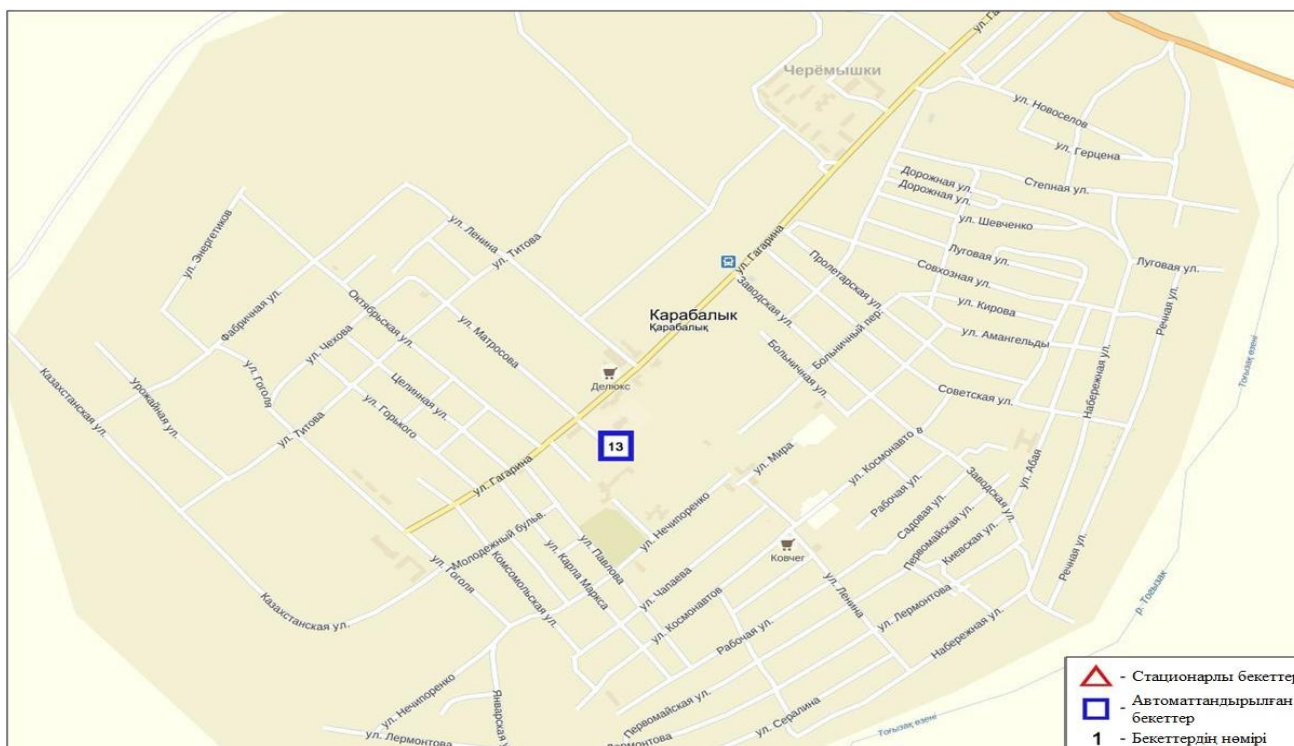 ул. Гагарина
Черёмышки
ул. Новоселов
ул. Герцена
Дорожная ул.
Дорожная ул.
Степная ул.
ул. Шевченко
ул. Энергетиков
ул. Ленина
ул. Титова
ул. Гагарина
Пролетарская ул.
Луговая ул.
Луговая ул.
Совхозная ул.
Заводская ул.
Октябрьская ул.
Фабричная ул.
ул. Кирова
Речная ул.
Карабалык
Қарабалық
Больничный пер.
ул. Матросова
ул. Чехова
ул. Амангельды
Больничная ул.
Набережная ул.
Тоғызақ өзені
Делюкс
ул. Гоголя
Казахстанская ул.
Урожайная ул.
Целинная ул.
ул. Горького
Советская ул.
ул. Титова
13
ул. Космонавто в
ул. Мира
ул. Абая
ул. Гагарина
Заводская ул.
Рабочая ул.
ул. Нечипоренко
Садовая ул.
Первомайская ул.
Киевская ул.
Молодежный бульв.
ул. Павлова
Ковчег
Речная ул.
ул. Гоголя
ул. Карла Маркса
Комсомольская ул.
ул. Чапаева
ул. Ленина
р. Тогызак
Казахстанская ул.
ул. Космонавтов
ул. Лермонтова
Рабочая ул.
Набережная ул.
ул. Нечипоренко
Январская ул.
Первомайская ул.
ул. Сералина
Тоғызақ өзені
ул. Лермонтова
Лермонтова
- Стационарлы бекеттер
- Автоматтандырылған
бекеттер
1 - Бекеттердің нөмірі